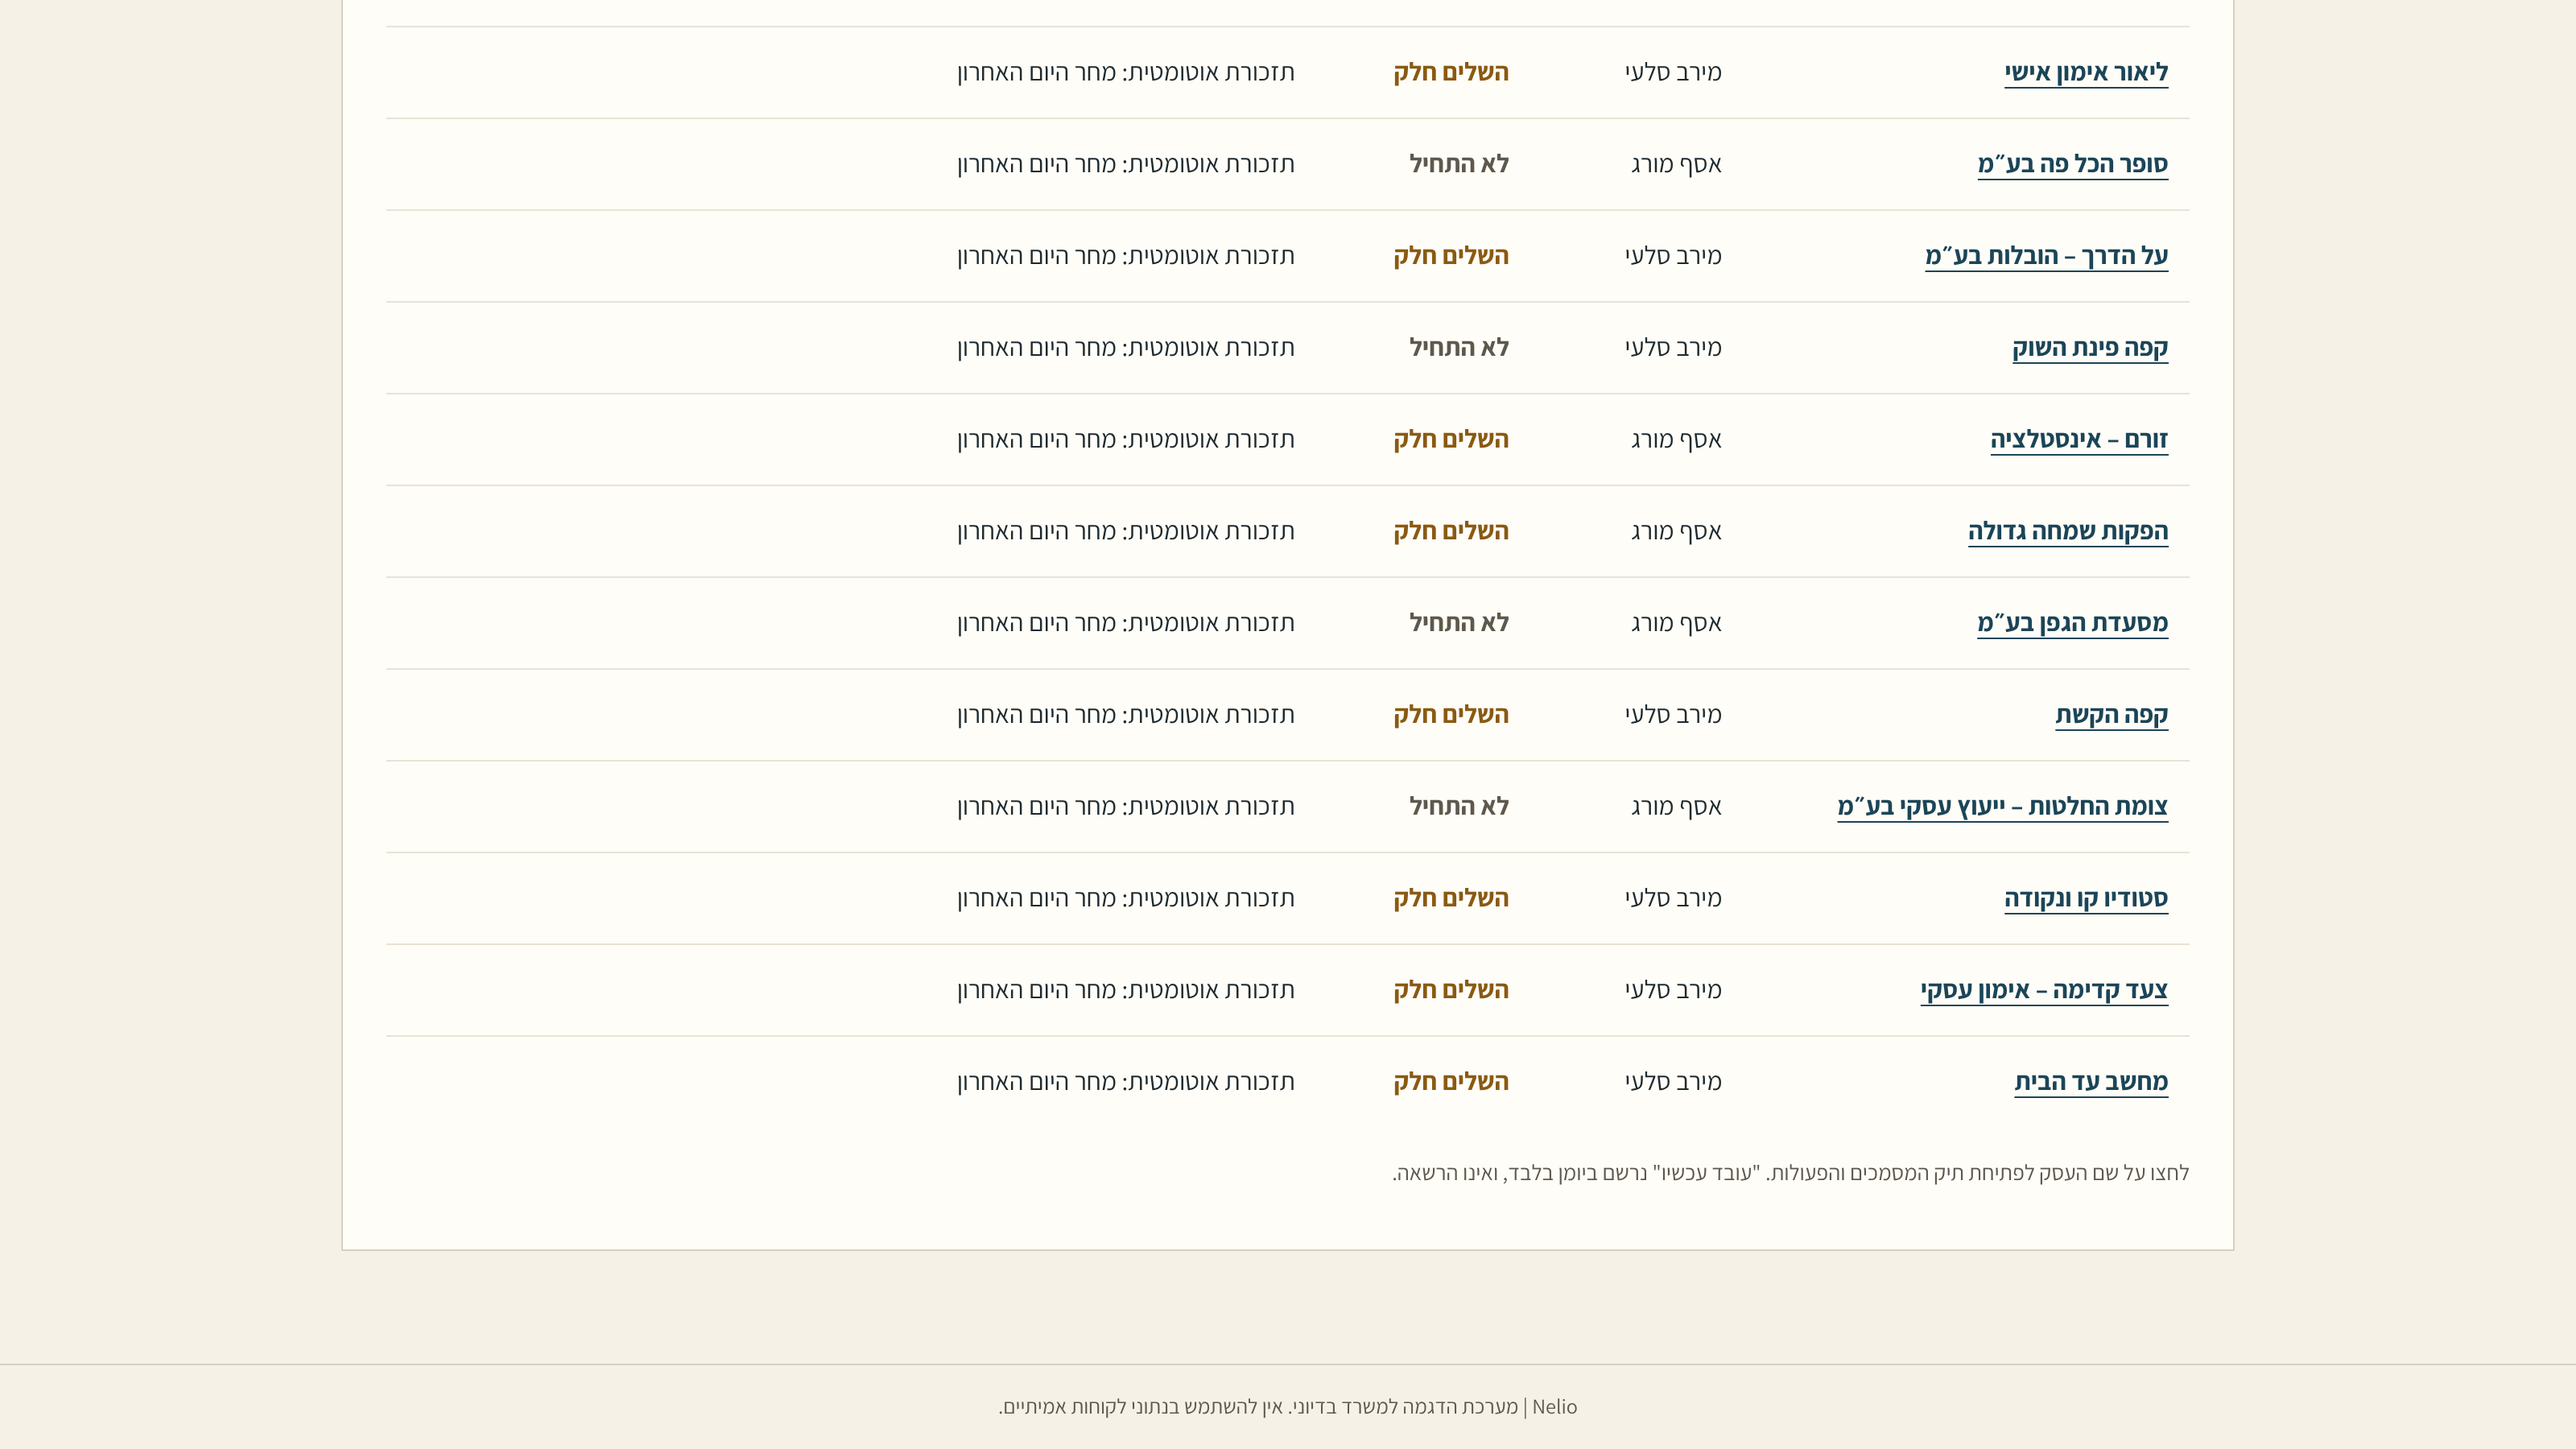 ליאור אימון אישי מירב סלעי השלים חלק תזכורת אוטומטית: מחר היום האחרון
סופר הכל פה בע״מ אסף מורג לא התחיל תזכורת אוטומטית: מחר היום האחרון
על הדרך – הובלות בע״מ מירב סלעי השלים חלק תזכורת אוטומטית: מחר היום האחרון
קפה פינת השוק מירב סלעי לא התחיל תזכורת אוטומטית: מחר היום האחרון
זורם – אינסטלציה אסף מורג השלים חלק תזכורת אוטומטית: מחר היום האחרון
הפקות שמחה גדולה אסף מורג השלים חלק תזכורת אוטומטית: מחר היום האחרון
מסעדת הגפן בע״מ אסף מורג לא התחיל תזכורת אוטומטית: מחר היום האחרון
קפה הקשת מירב סלעי השלים חלק תזכורת אוטומטית: מחר היום האחרון
צומת החלטות – ייעוץ עסקי בע״מ אסף מורג לא התחיל תזכורת אוטומטית: מחר היום האחרון
סטודיו קו ונקודה מירב סלעי השלים חלק תזכורת אוטומטית: מחר היום האחרון
צעד קדימה – אימון עסקי מירב סלעי השלים חלק תזכורת אוטומטית: מחר היום האחרון
מחשב עד הבית מירב סלעי השלים חלק תזכורת אוטומטית: מחר היום האחרון
לחצו על שם העסק לפתיחת תיק המסמכים והפעולות. "עובד עכשיו" נרשם ביומן בלבד, ואינו הרשאה.
Nelio | מערכת הדגמה למשרד בדיוני. אין להשתמש בנתוני לקוחות אמיתיים.